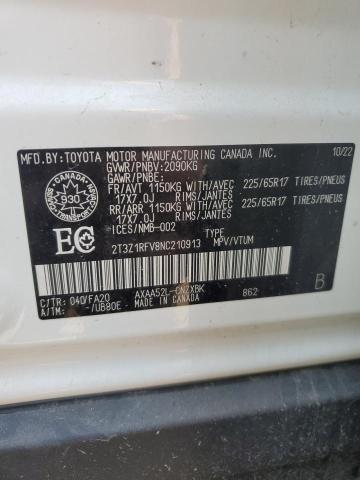 MFD.BY:TOYOTA MOTOR MANUFACTURING CANADA INC. 10/22
GVWR/PNBV:2090KG
GAWR/PNBE:
FR/AVT 1150KG WITH/AVEC 225/65R17 TIRES/PNEUS
17X7.0J RIMS/JANTES
RR/ARR 1150KG WITH/AVEC 225/65R17 TIRES/PNEUS
17X7.0J RIMS/JANTES
ICES/NMB-002
CANADA
930
EC
2T3Z1RFV8NC210913 MPV/VTUM
MADE IN CANADA
B
C/TR: 040/FA20 AXAA52L-CNZXBK 862
A/TM: -/UB80E